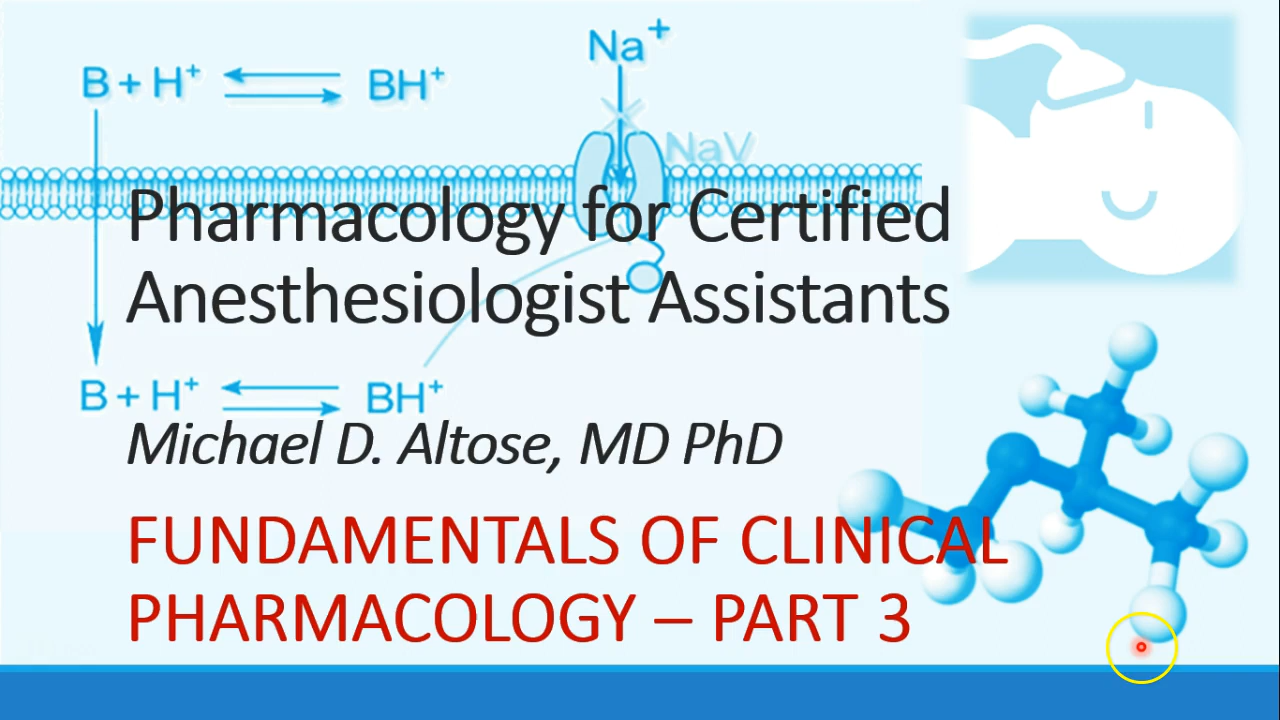 Na⁺
B + H⁺ ⇌ BH⁺
NaV
Pharmacology for Certified
Anesthesiologist Assistants
B + H⁺ ⇌ BH⁺
Michael D. Altose, MD PhD
FUNDAMENTALS OF CLINICAL
PHARMACOLOGY – PART 3